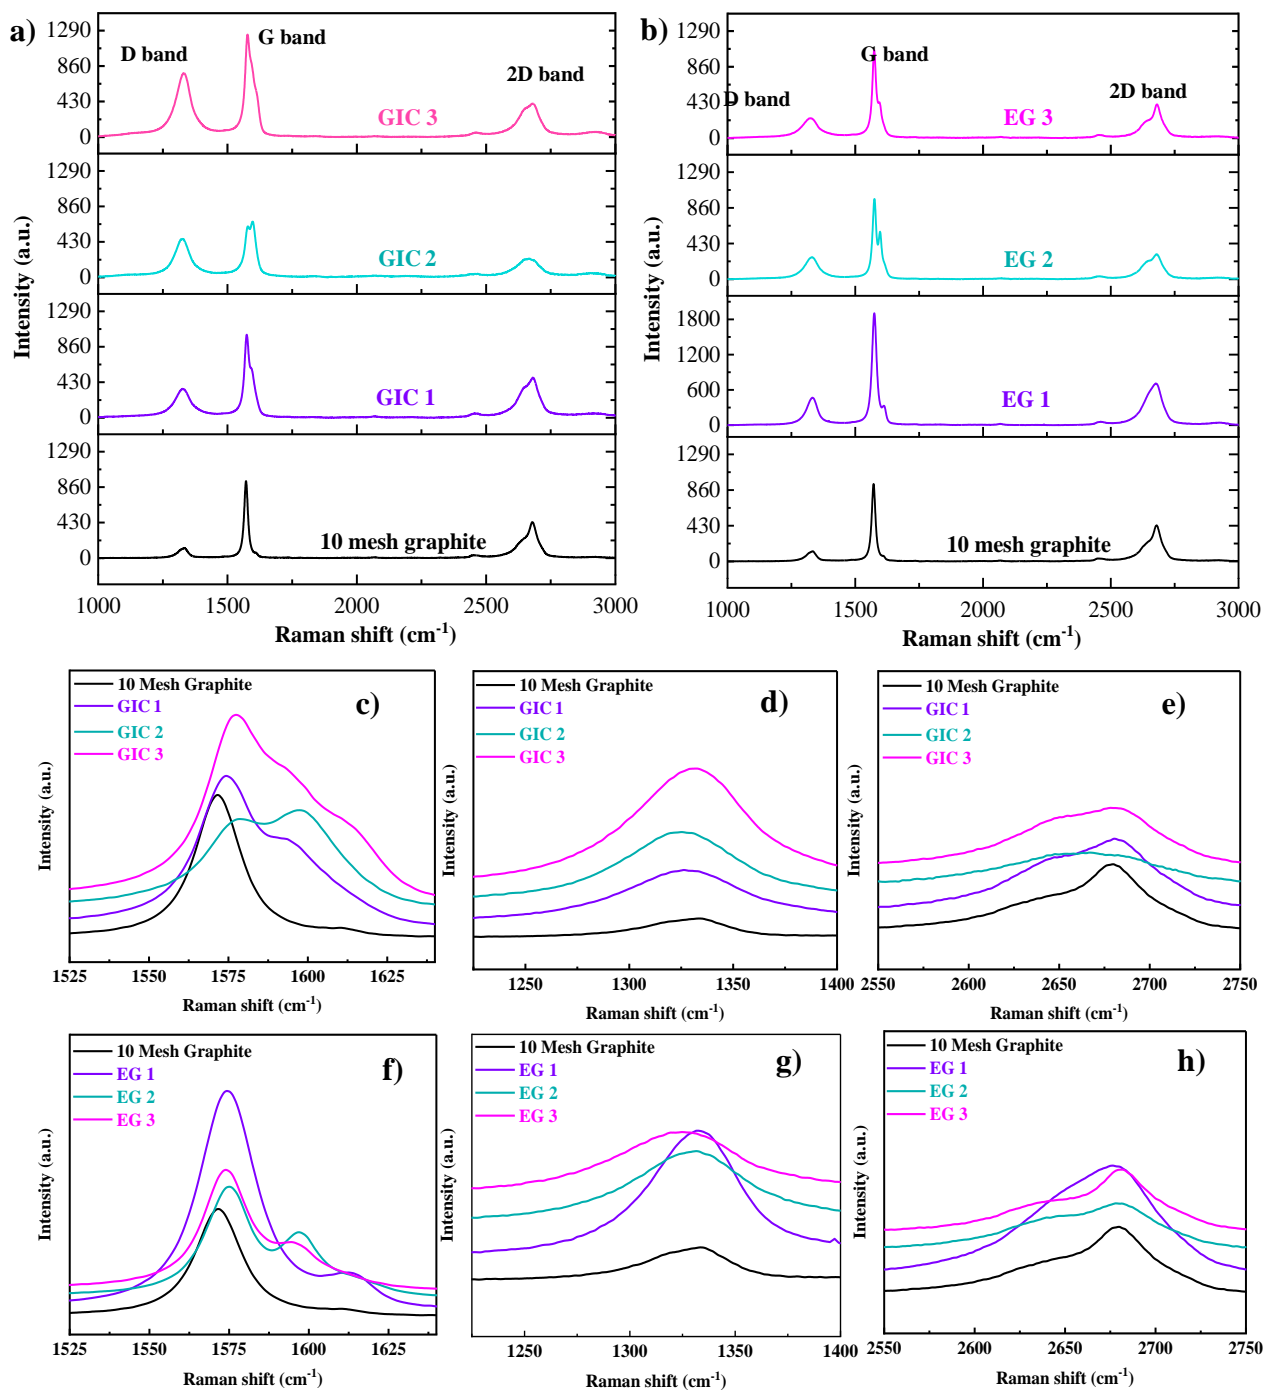 a)
1290
860
430
0
D band
G band
2D band
GIC 3
1290
860
430
0
GIC 2
1290
860
430
0
GIC 1
1290
860
430
0
10 mesh graphite
1000 1500 2000 2500 3000
Raman shift (cm-1)
Intensity (a.u.)
b)
1290
860
430
0
D band
G band
2D band
EG 3
1290
860
430
0
EG 2
1800
1200
600
0
EG 1
1290
860
430
0
10 mesh graphite
1000 1500 2000 2500 3000
Raman shift (cm-1)
Intensity (a.u.)
c)
10 Mesh Graphite
GIC 1
GIC 2
GIC 3
Intensity (a.u.)
1525 1550 1575 1600 1625
Raman shift (cm-1)
d)
10 Mesh Graphite
GIC 1
GIC 2
GIC 3
Intensity (a.u.)
1250 1300 1350 1400
Raman shift (cm-1)
e)
10 Mesh Graphite
GIC 1
GIC 2
GIC 3
Intensity (a.u.)
2550 2600 2650 2700 2750
Raman shift (cm-1)
f)
10 Mesh Graphite
EG 1
EG 2
EG 3
Intensity (a.u.)
1525 1550 1575 1600 1625
Raman shift (cm-1)
g)
10 Mesh Graphite
EG 1
EG 2
EG 3
Intensity (a.u.)
1250 1300 1350 1400
Raman shift (cm-1)
h)
10 Mesh Graphite
EG 1
EG 2
EG 3
Intensity (a.u.)
2550 2600 2650 2700 2750
Raman shift (cm-1)